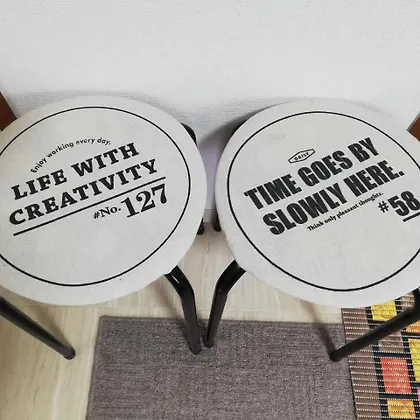 Enjoy working every day.
LIFE WITH
CREATIVITY
#No. 127
DAILY
TIME GOES BY
SLOWLY HERE.
Think only pleasant thoughts.
#58